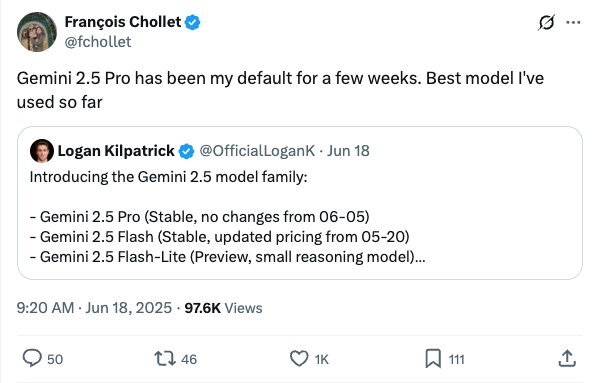 François Chollet
@fchollet
Gemini 2.5 Pro has been my default for a few weeks. Best model I've
used so far
Logan Kilpatrick @OfficialLoganK · Jun 18
Introducing the Gemini 2.5 model family:
- Gemini 2.5 Pro (Stable, no changes from 06-05)
- Gemini 2.5 Flash (Stable, updated pricing from 05-20)
- Gemini 2.5 Flash-Lite (Preview, small reasoning model)...
9:20 AM · Jun 18, 2025 · 97.6K Views
50 46 1K 111